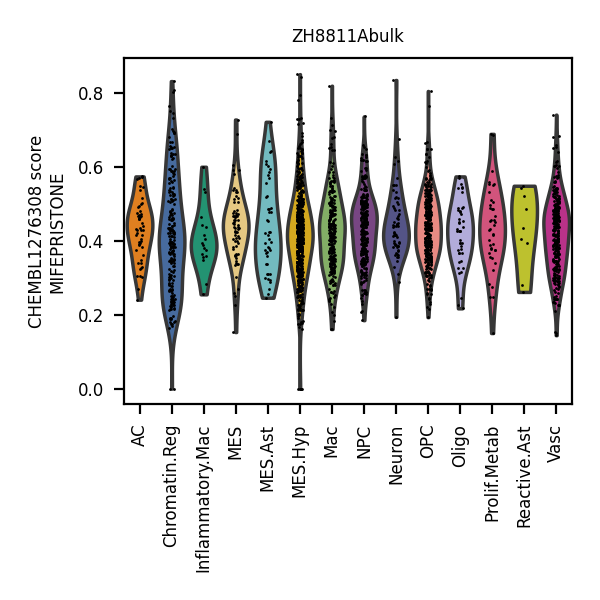 ZH8811Abulk
CHEMBL1276308 score
MIFEPRISTONE
0.8
0.6
0.4
0.2
0.0
AC
Chromatin.Reg
Inflammatory.Mac
MES
MES.Ast
MES.Hyp
Mac
NPC
Neuron
OPC
Oligo
Prolif.Metab
Reactive.Ast
Vasc